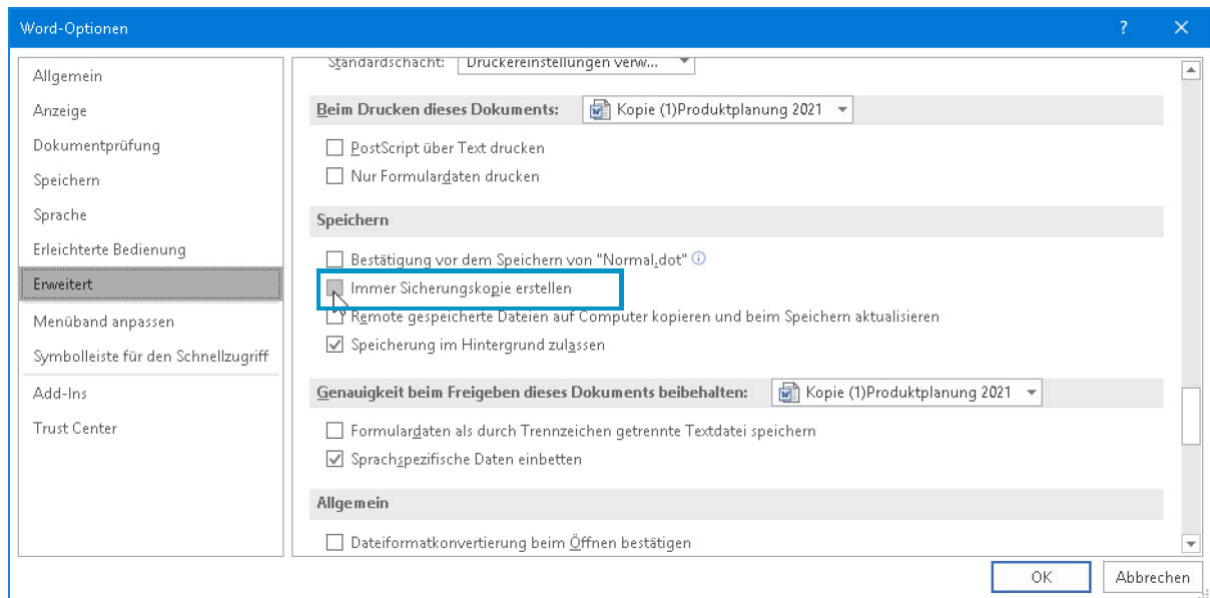 Word-Optionen
Allgemein
Anzeige
Dokumentprüfung
Speichern
Sprache
Erleichterte Bedienung
Erweitert
Menüband anpassen
Symbolleiste für den Schnellzugriff
Add-Ins
Trust Center
Standardschacht: Druckereinstellungen verw...
Beim Drucken dieses Dokuments: Kopie (1)Produktplanung 2021
PostScript über Text drucken
Nur Formulardaten drucken
Speichern
Bestätigung vor dem Speichern von "Normal.dot"
Immer Sicherungskopie erstellen
Remote gespeicherte Dateien auf Computer kopieren und beim Speichern aktualisieren
Speicherung im Hintergrund zulassen
Genauigkeit beim Freigeben dieses Dokuments beibehalten: Kopie (1)Produktplanung 2021
Formulardaten als durch Trennzeichen getrennte Textdatei speichern
Sprachspezifische Daten einbetten
Allgemein
Dateiformatkonvertierung beim Öffnen bestätigen
OK Abbrechen